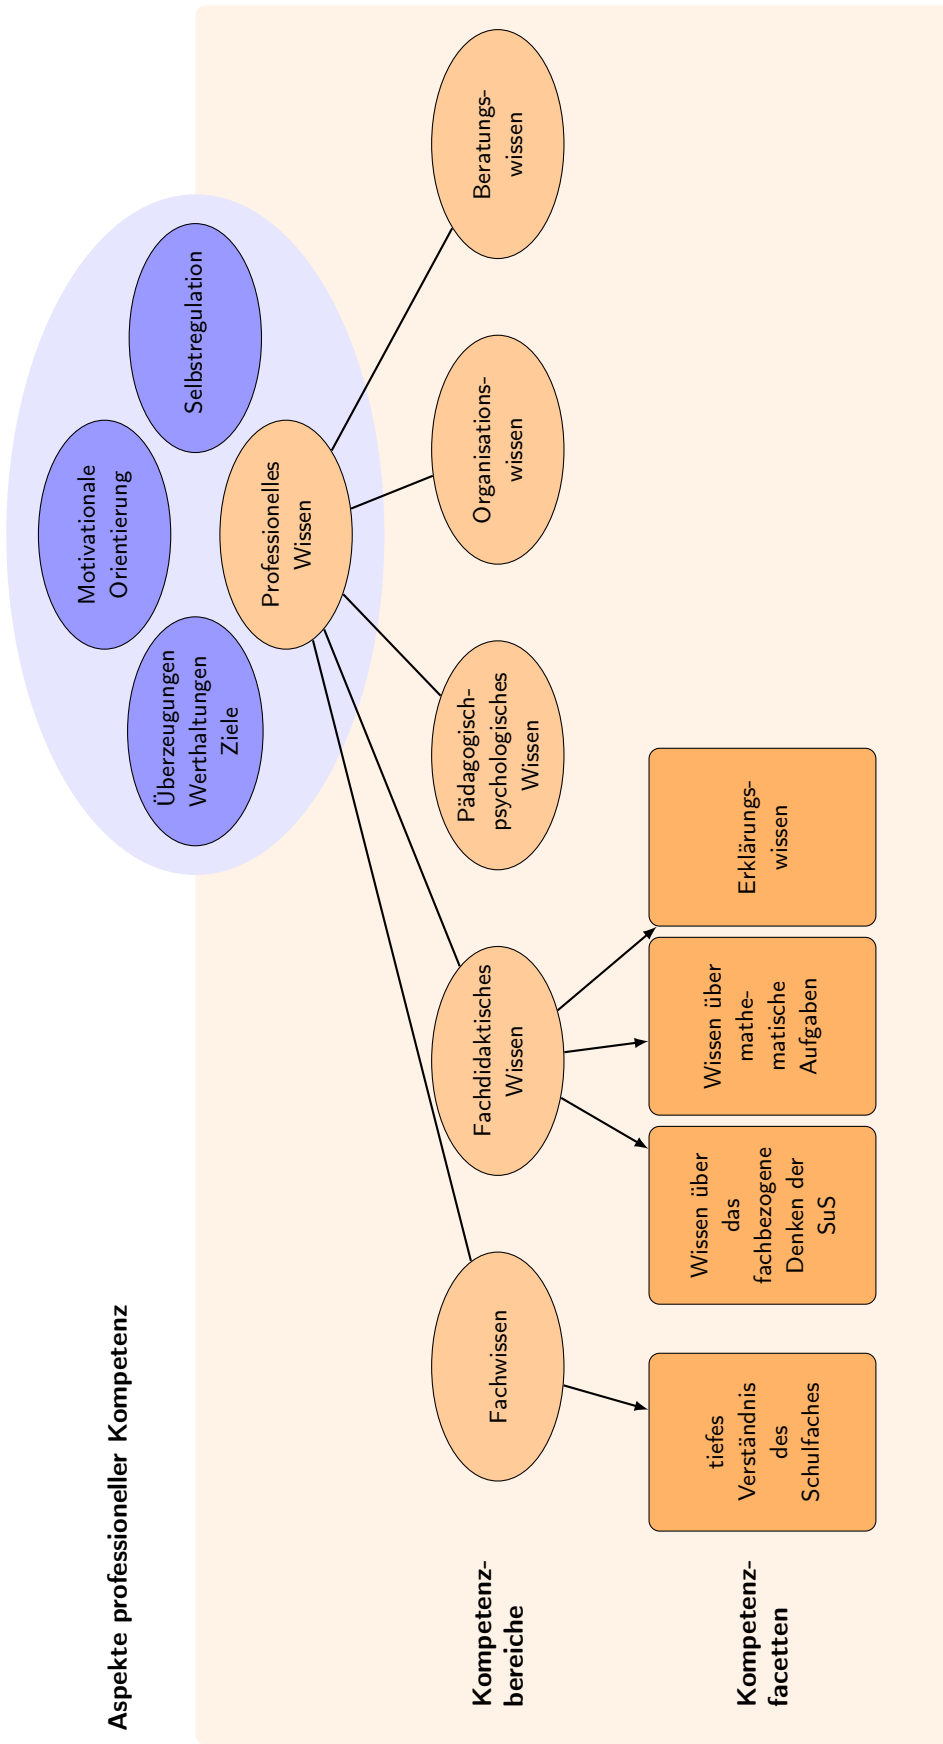 Aspekte professioneller Kompetenz
Motivationale
Orientierung
Überzeugungen
Werthaltungen
Ziele
Selbstregulation
Professionelles
Wissen
Kompetenz-
bereiche
Fachwissen
Fachdidaktisches
Wissen
Pädagogisch-
psychologisches
Wissen
Organisations-
wissen
Beratungs-
wissen
Kompetenz-
facetten
tiefes
Verständnis
des
Schulfaches
Wissen über
das
fachbezogene
Denken der
SuS
Wissen über
mathe-
matische
Aufgaben
Erklärungs-
wissen